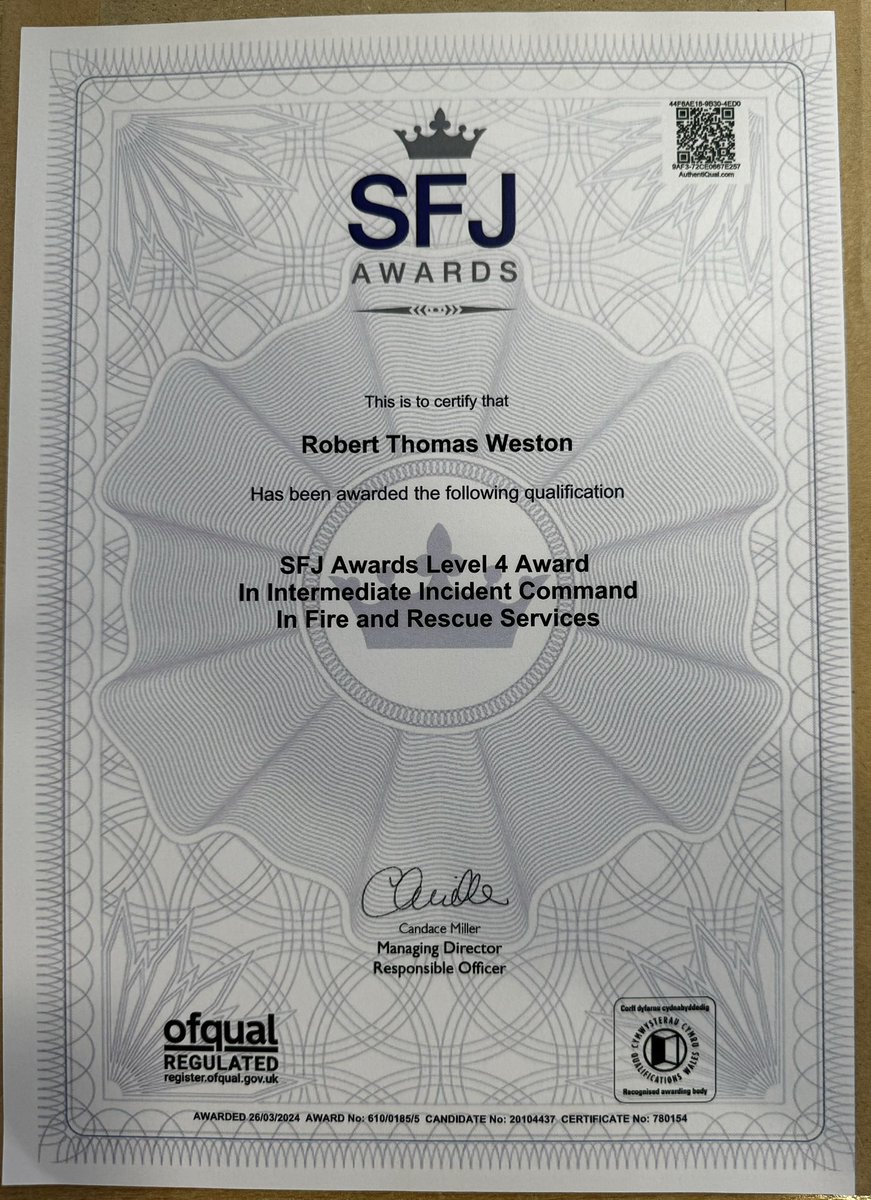 44F6AE18-9B30-4ED0
9AF3-72CE0667E257
AuthentiQual.com
SFJ
AWARDS
This is to certify that
Robert Thomas Weston
Has been awarded the following qualification
SFJ Awards Level 4 Award
In Intermediate Incident Command
In Fire and Rescue Services
Candace Miller
Managing Director
Responsible Officer
ofqual
REGULATED
register.ofqual.gov.uk
Corff dyfarnu cydnabyddedig
CYMWYSTERAU CYMRU
QUALIFICATIONS WALES
Recognised awarding body
AWARDED 26/03/2024 AWARD No: 610/0185/5 CANDIDATE No: 20104437 CERTIFICATE No: 780154